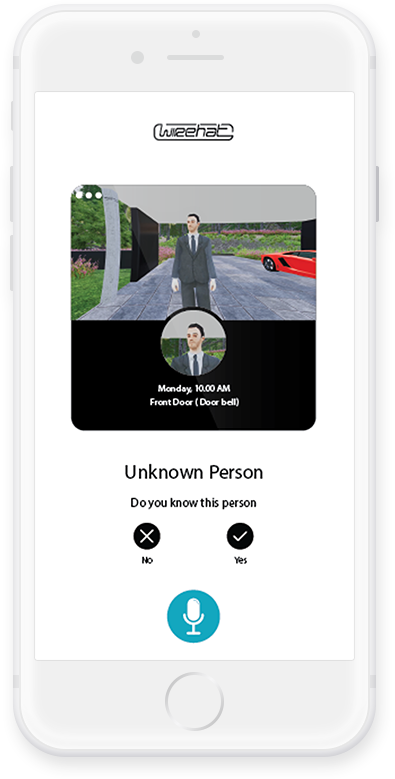 wizehat
Monday, 10.00 AM
Front Door ( Door bell)
Unknown Person
Do you know this person
No
Yes